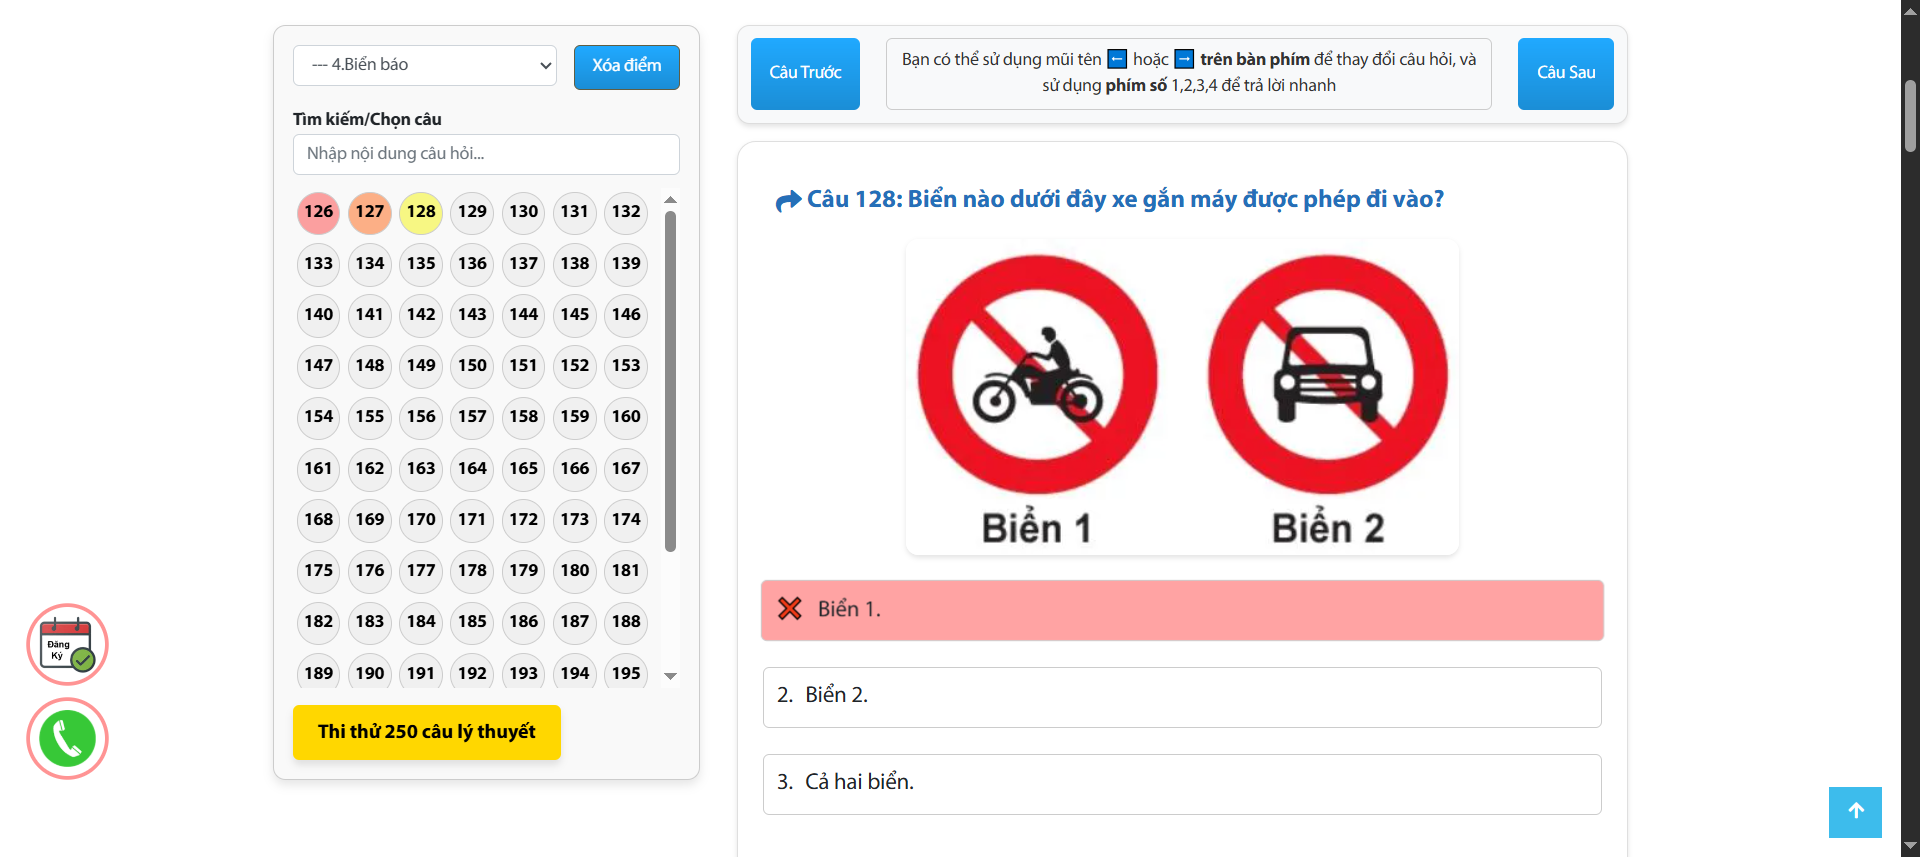 --- 4.Biển báo
Xóa điểm
Tìm kiếm/Chọn câu
Nhập nội dung câu hỏi...
126 127 128 129 130 131 132
133 134 135 136 137 138 139
140 141 142 143 144 145 146
147 148 149 150 151 152 153
154 155 156 157 158 159 160
161 162 163 164 165 166 167
168 169 170 171 172 173 174
175 176 177 178 179 180 181
182 183 184 185 186 187 188
189 190 191 192 193 194 195
Thi thử 250 câu lý thuyết
Đăng
Ký
Câu Trước
Bạn có thể sử dụng mũi tên ← hoặc → trên bàn phím để thay đổi câu hỏi, và
sử dụng phím số 1,2,3,4 để trả lời nhanh
Câu Sau
Câu 128: Biển nào dưới đây xe gắn máy được phép đi vào?
Biển 1 Biển 2
Biển 1.
2. Biển 2.
3. Cả hai biển.